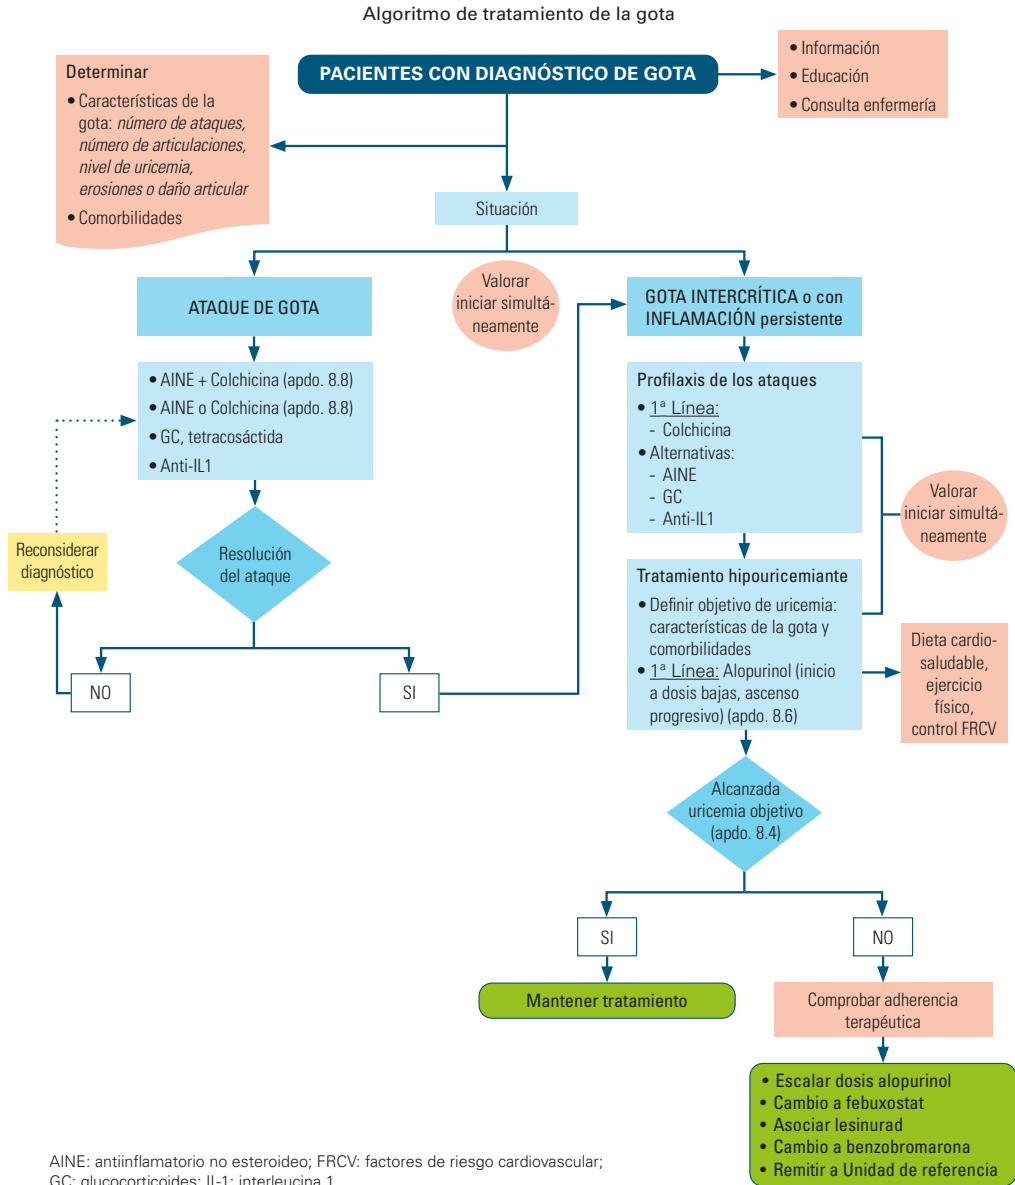 Algoritmo de tratamiento de la gota
PACIENTES CON DIAGNÓSTICO DE GOTA
• Información
• Educación
• Consulta enfermería
Determinar
• Características de la
gota: número de ataques,
número de articulaciones,
nivel de uricemia,
erosiones o daño articular
• Comorbilidades
Situación
ATAQUE DE GOTA
Valorar
iniciar simultá-
neamente
GOTA INTERCRÍTICA o con
INFLAMACIÓN persistente
• AINE + Colchicina (apdo. 8.8)
• AINE o Colchicina (apdo. 8.8)
• GC, tetracosáctida
• Anti-IL1
Profilaxis de los ataques
• 1ª Línea:
- Colchicina
• Alternativas:
- AINE
- GC
- Anti-IL1
Valorar
iniciar simultá-
neamente
Reconsiderar
diagnóstico
Resolución
del ataque
NO
SI
Tratamiento hipouricemiante
• Definir objetivo de uricemia:
características de la gota y
comorbilidades
• 1ª Línea: Alopurinol (inicio
a dosis bajas, ascenso
progresivo) (apdo. 8.6)
Dieta cardio-
saludable,
ejercicio
físico,
control FRCV
Alcanzada
uricemia objetivo
(apdo. 8.4)
SI
NO
Mantener tratamiento
Comprobar adherencia
terapéutica
• Escalar dosis alopurinol
• Cambio a febuxostat
• Asociar lesinurad
• Cambio a benzobromarona
• Remitir a Unidad de referencia
AINE: antiinflamatorio no esteroideo; FRCV: factores de riesgo cardiovascular;
GC: glucocorticoides; IL-1: interleucina 1